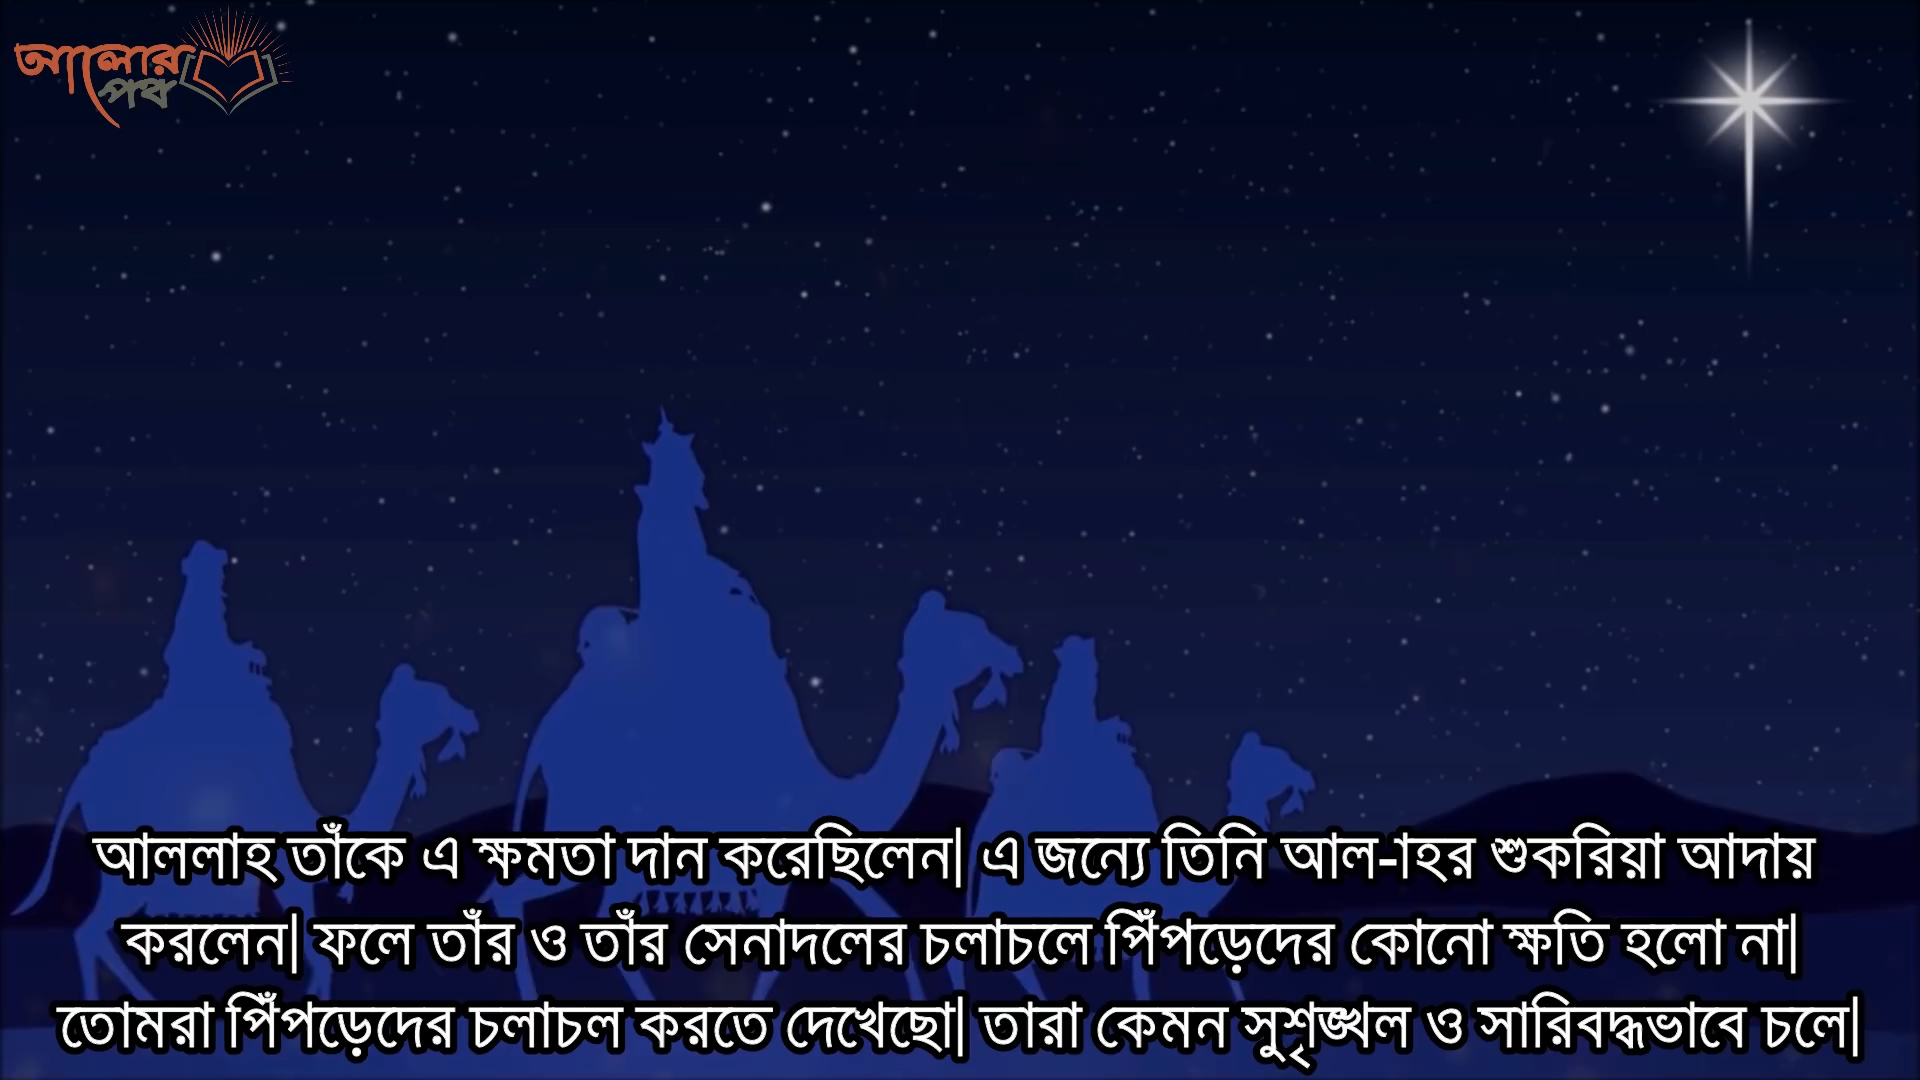 আলোর
পথ
আললাহ তাঁকে এ ক্ষমতা দান করেছিলেন| এ জন্যে তিনি আল-াহর শুকরিয়া আদায়
করলেন| ফলে তাঁর ও তাঁর সেনাদলের চলাচলে পিঁপড়েদের কোনো ক্ষতি হলো না|
তোমরা পিঁপড়েদের চলাচল করতে দেখেছো| তারা কেমন সুশৃঙ্খল ও সারিবদ্ধভাবে চলে|